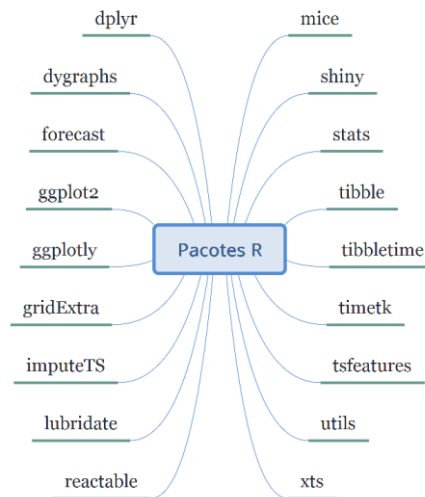 dplyr
mice
dygraphs
shiny
forecast
stats
ggplot2
tibble
ggplotly
Pacotes R
tibbletime
gridExtra
timetk
imputeTS
tsfeatures
lubridate
utils
reactable
xts